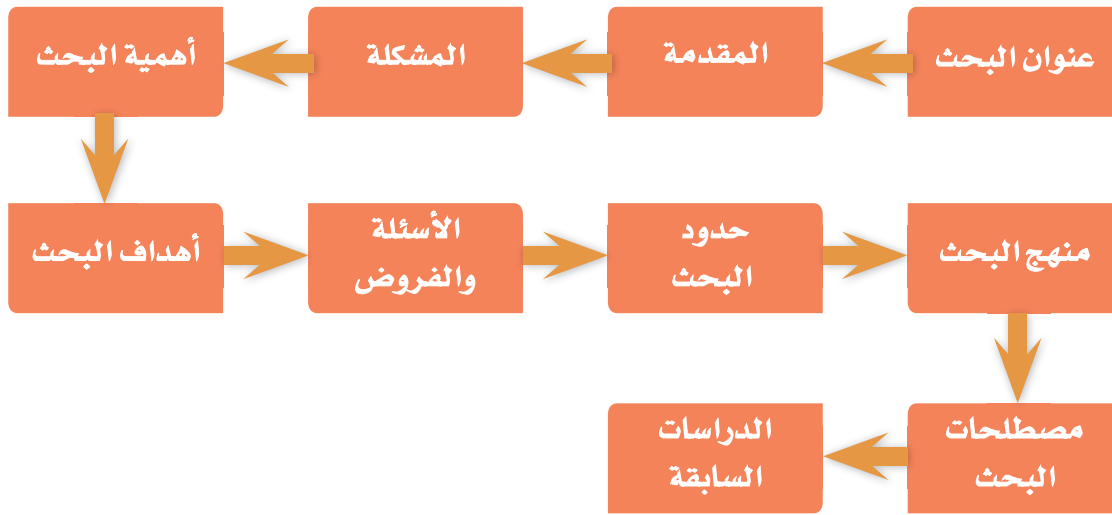 عنوان البحث
المقدمة
المشكلة
أهمية البحث
أهداف البحث
الأسئلة
والفروض
حدود
البحث
منهج البحث
مصطلحات
البحث
الدراسات
السابقة